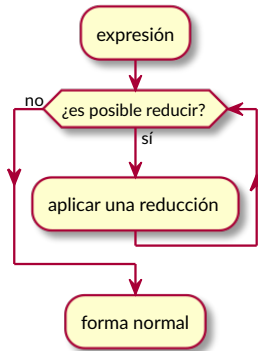 expresión
no
¿es posible reducir?
sí
aplicar una reducción
forma normal